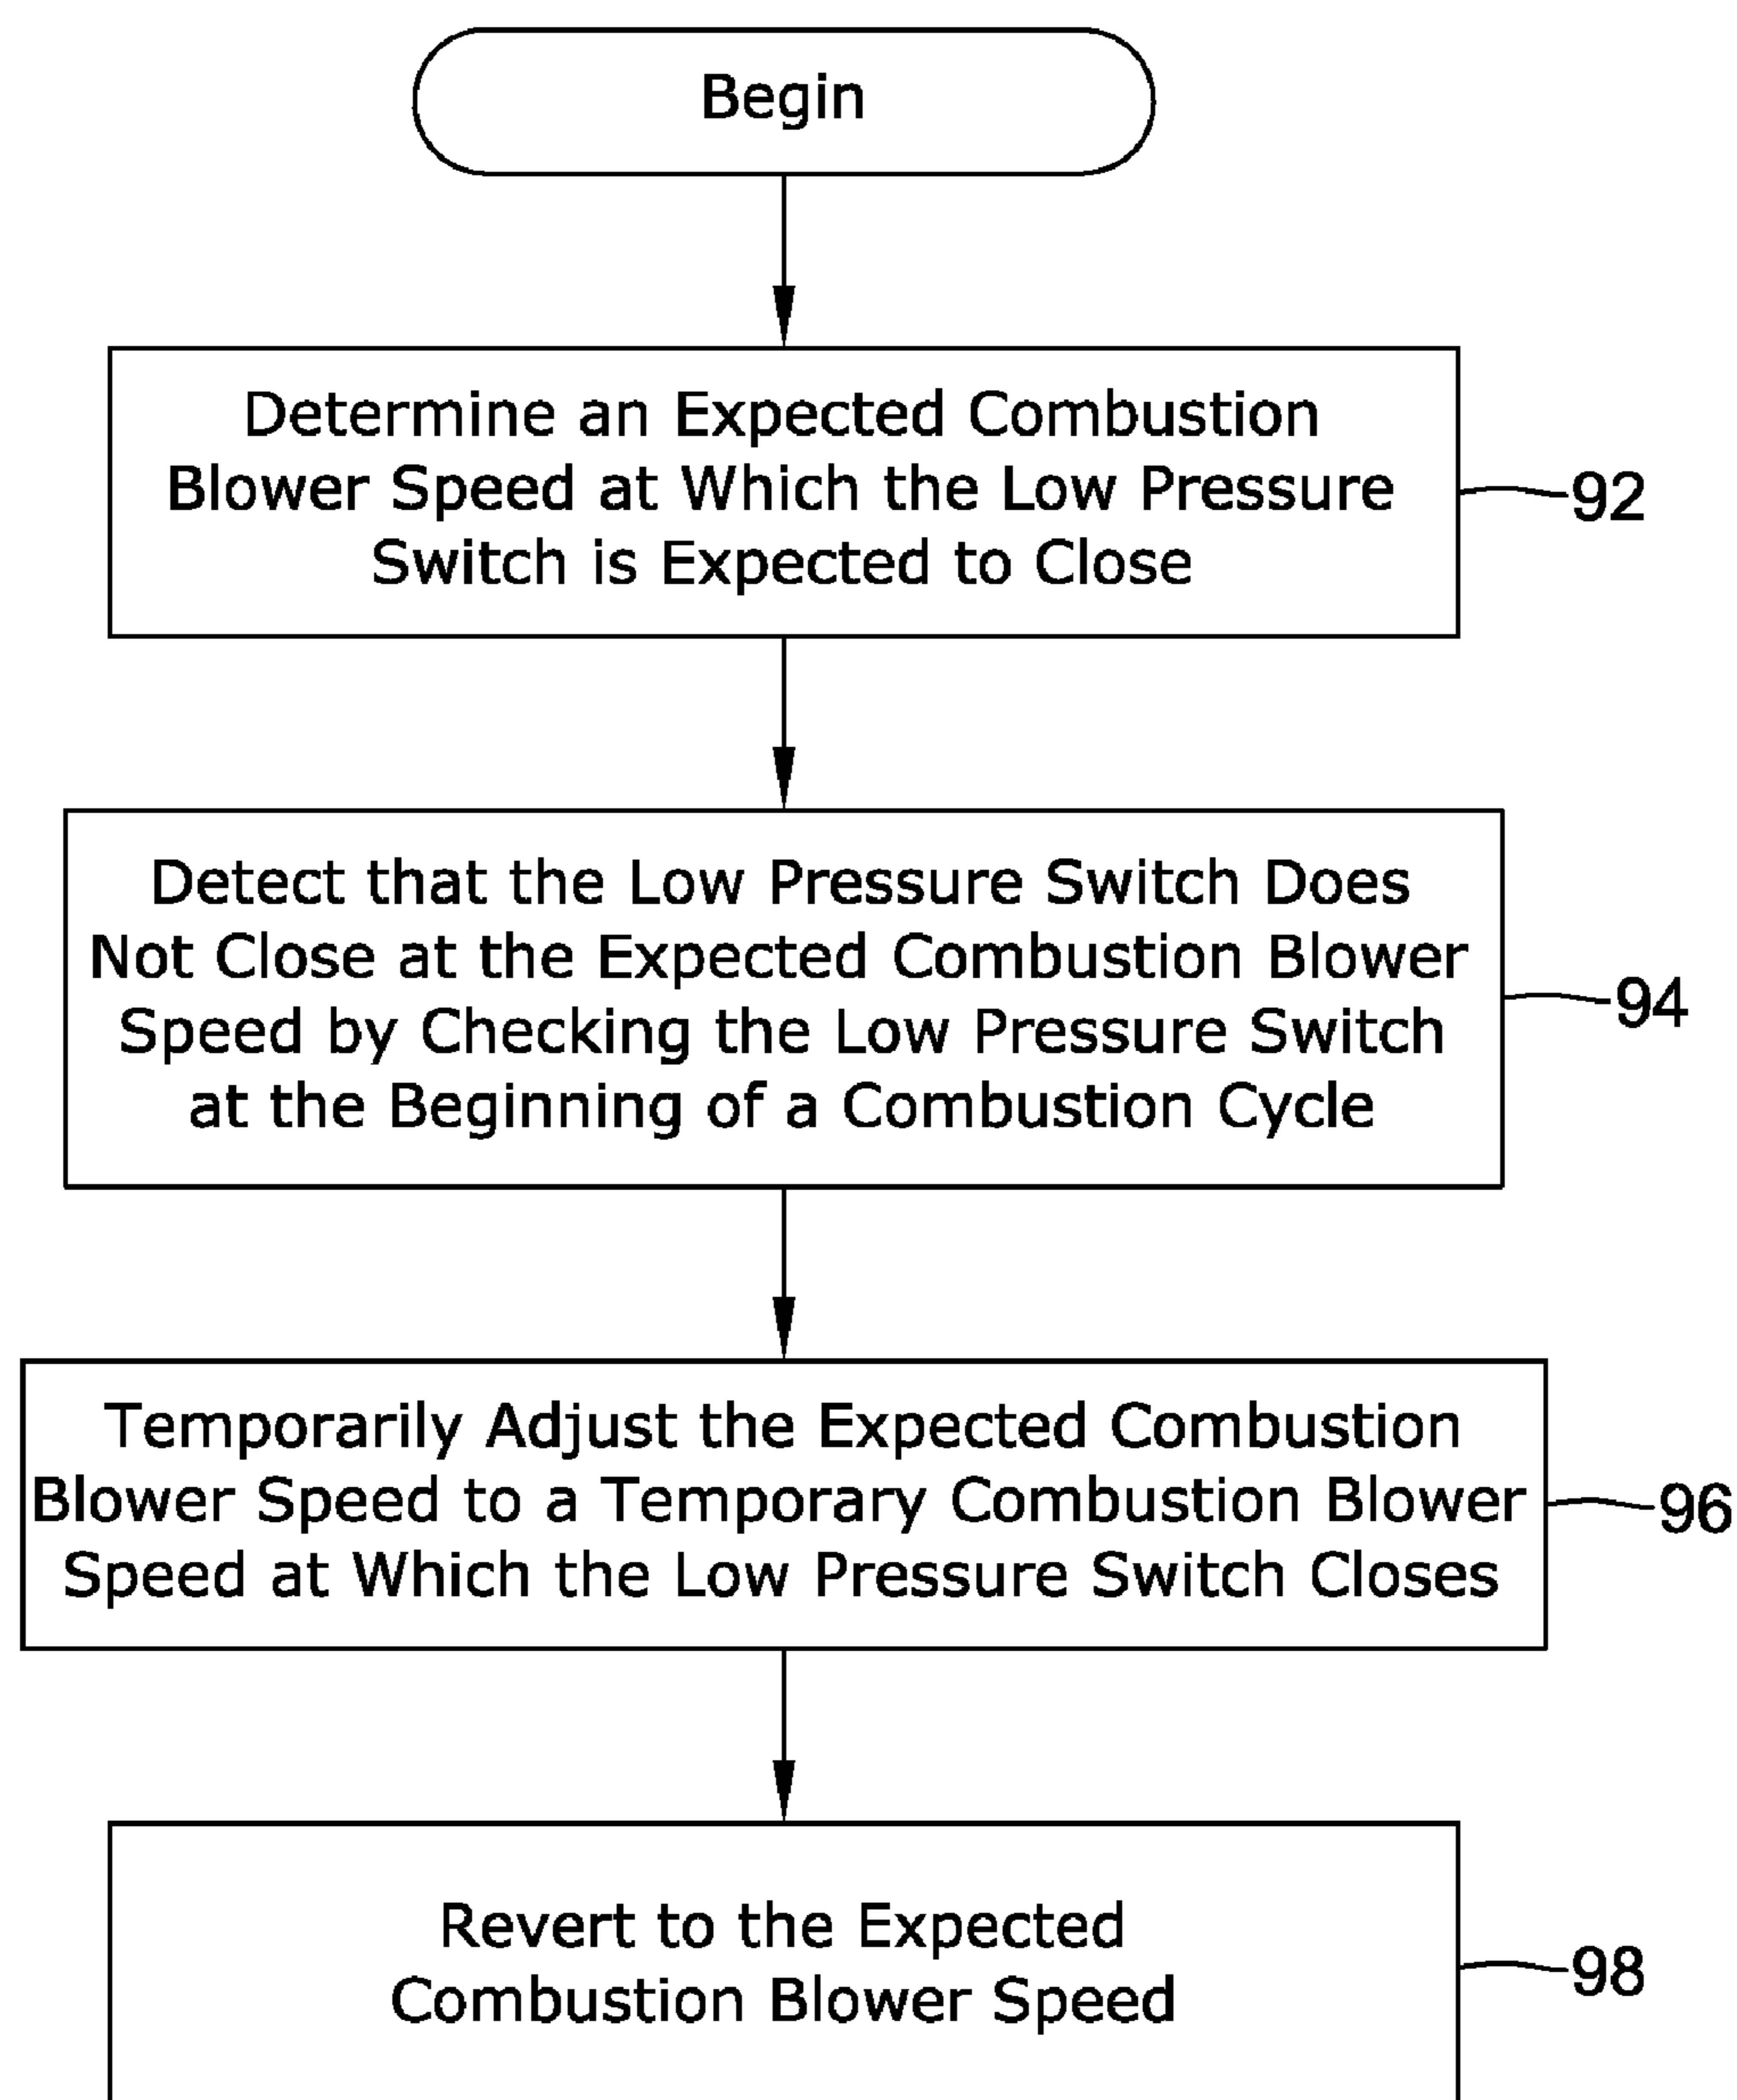 Begin
Determine an Expected Combustion
Blower Speed at Which the Low Pressure
Switch is Expected to Close
92
Detect that the Low Pressure Switch Does
Not Close at the Expected Combustion Blower
Speed by Checking the Low Pressure Switch
at the Beginning of a Combustion Cycle
94
Temporarily Adjust the Expected Combustion
Blower Speed to a Temporary Combustion Blower
Speed at Which the Low Pressure Switch Closes
96
Revert to the Expected
Combustion Blower Speed
98